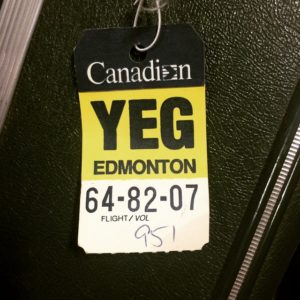 Canadian
YEG
EDMONTON
64-82-07
FLIGHT/VOL
951